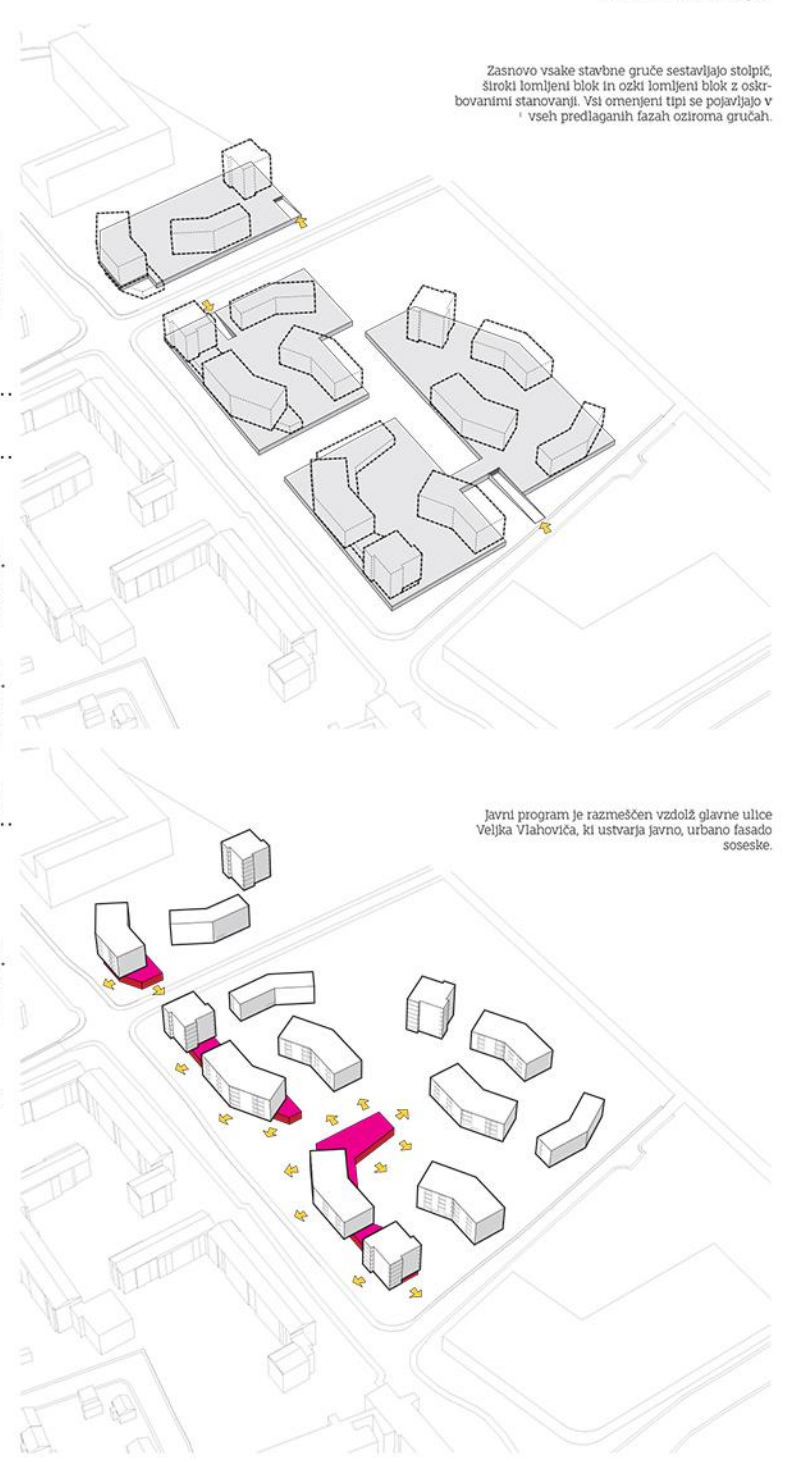 Zasnovo vsake stavbne gruče sestavljajo stolpič,
široki lomljeni blok in ozki lomljeni blok z oskr-
bovanimi stanovanji. Vsi omenjeni tipi se pojavljajo v
vseh predlaganih fazah oziroma gručah.
Javni program je razmeščen vzdolž glavne ulice
Veljka Vlahoviča, ki ustvarja javno, urbano fasado
soseske.